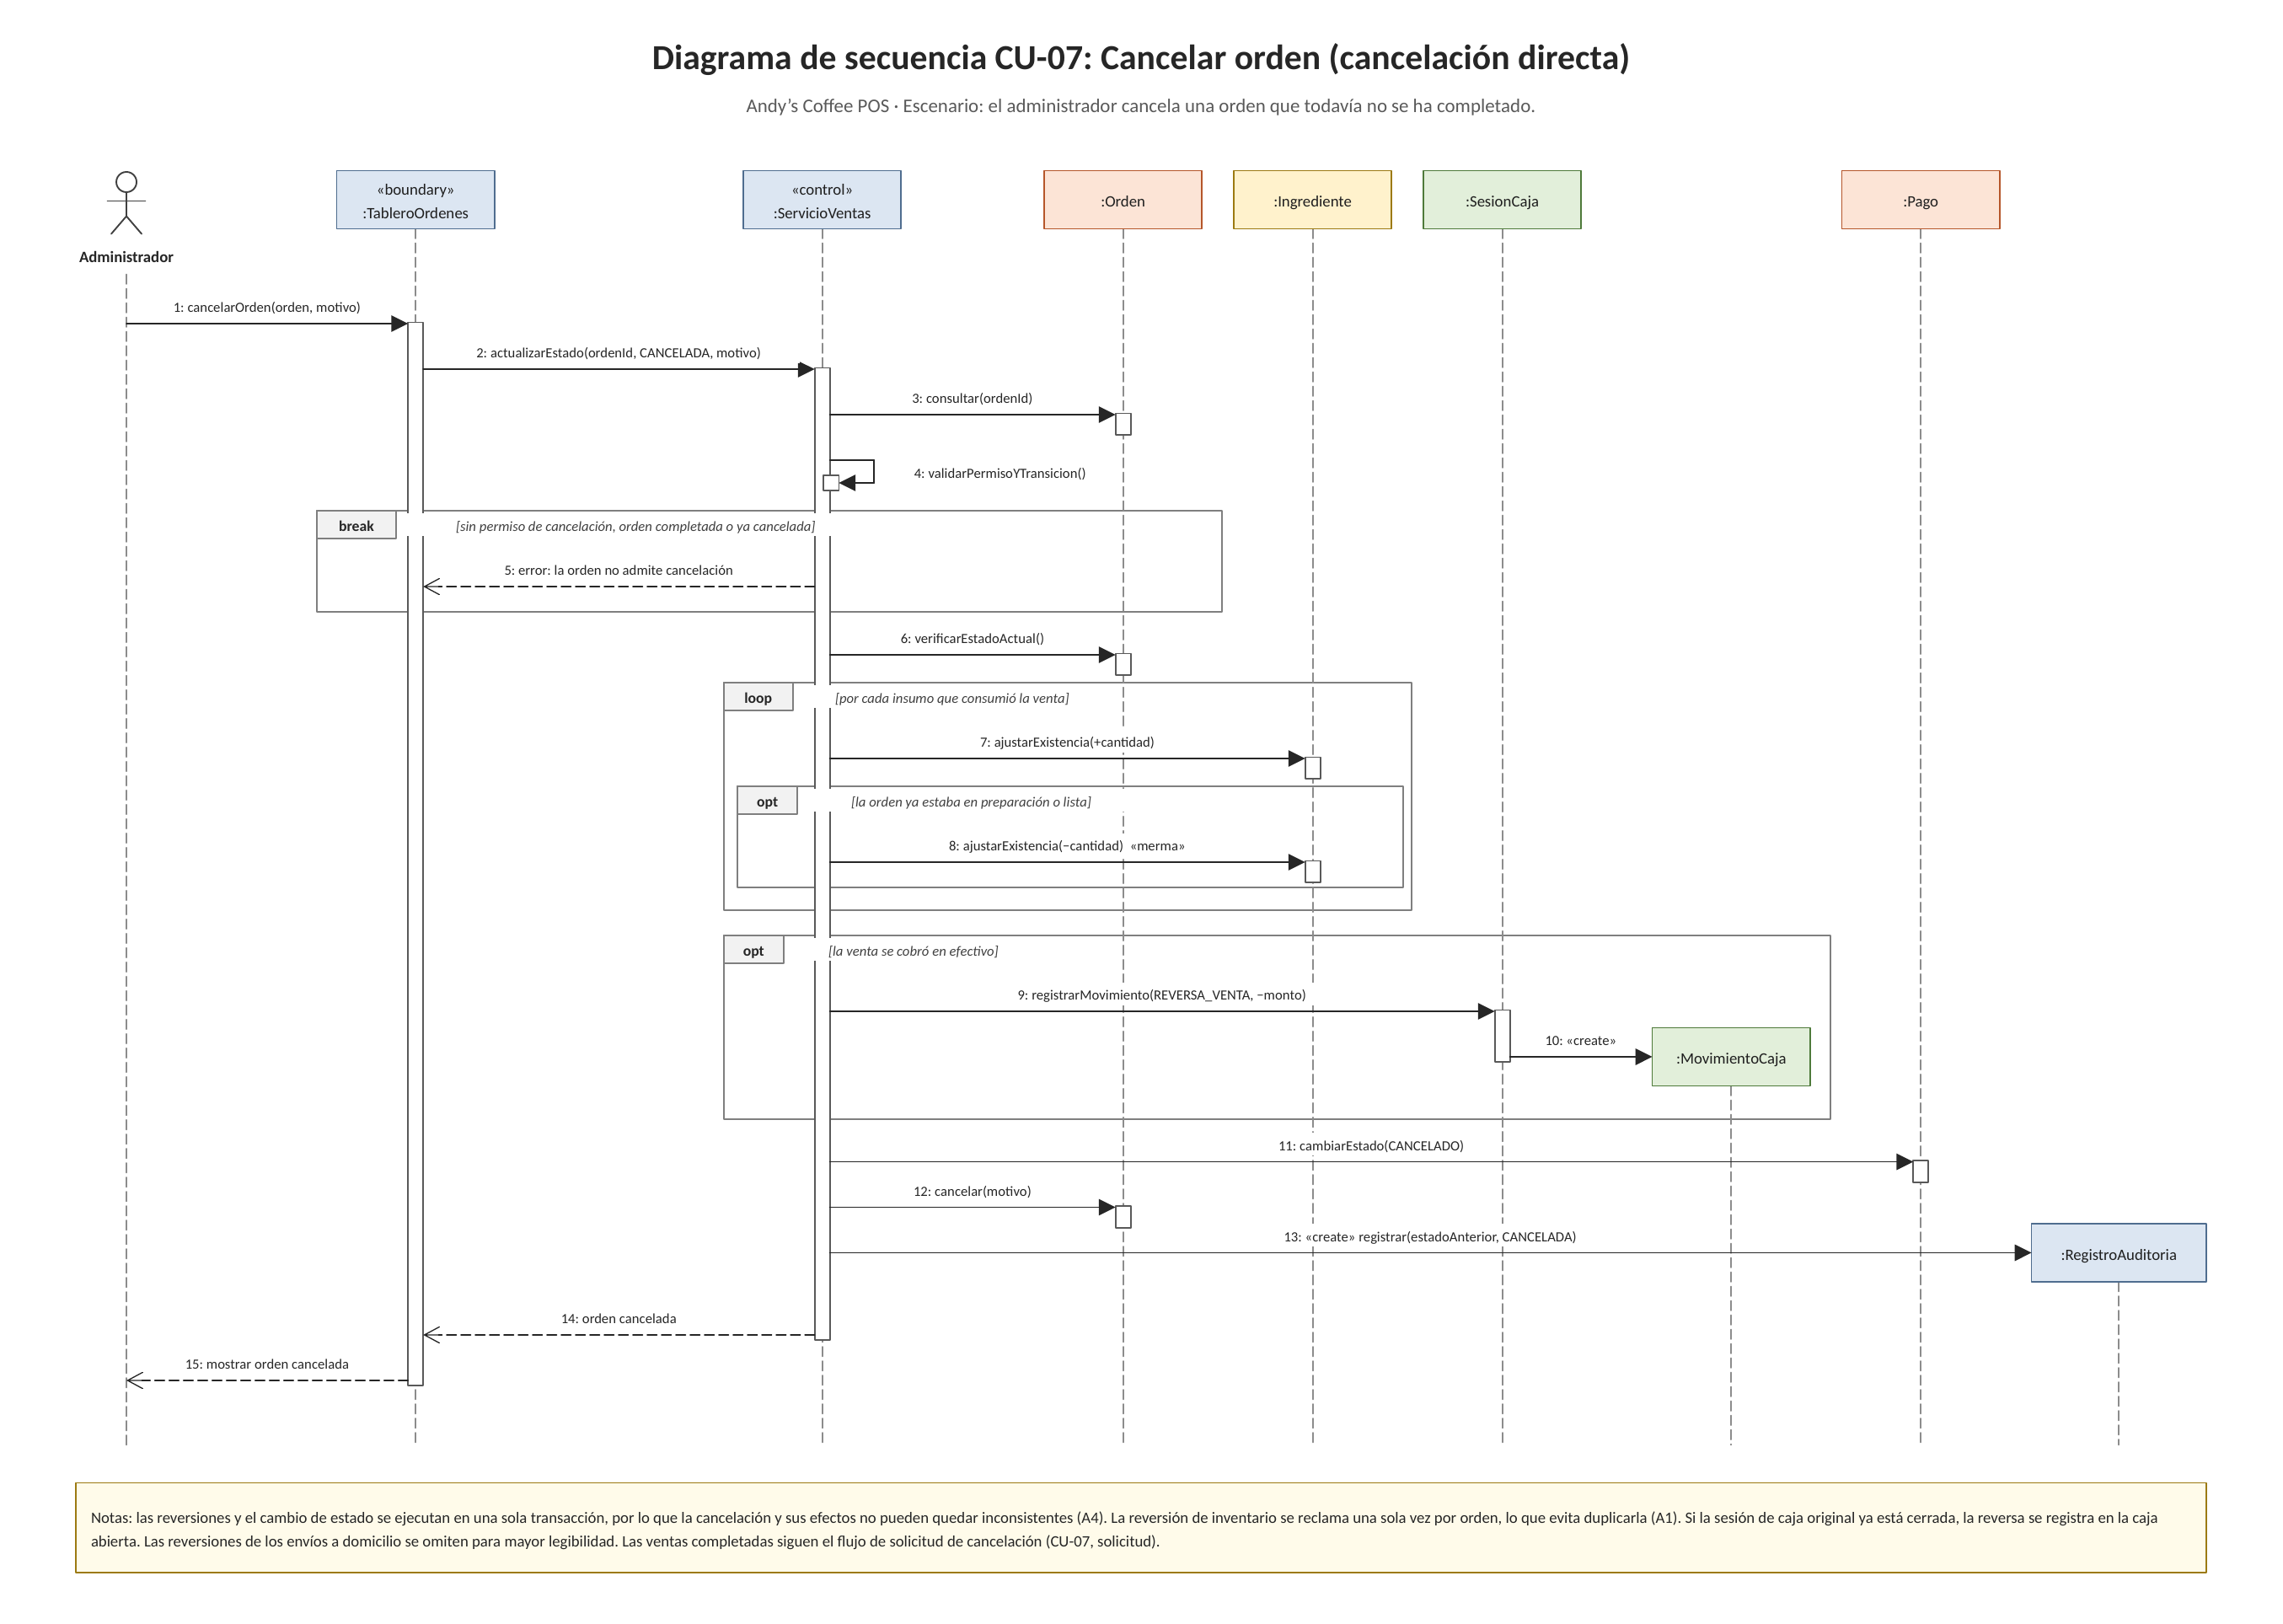 Diagrama de secuencia CU-07: Cancelar orden (cancelación directa)
Andy’s Coffee POS · Escenario: el administrador cancela una orden que todavía no se ha completado.
Administrador
«boundary»
:TableroOrdenes
«control»
:ServicioVentas
:Orden
:Ingrediente
:SesionCaja
:Pago
1: cancelarOrden(orden, motivo)
2: actualizarEstado(ordenId, CANCELADA, motivo)
3: consultar(ordenId)
4: validarPermisoYTransicion()
break
[sin permiso de cancelación, orden completada o ya cancelada]
5: error: la orden no admite cancelación
6: verificarEstadoActual()
loop
[por cada insumo que consumió la venta]
7: ajustarExistencia(+cantidad)
opt
[la orden ya estaba en preparación o lista]
8: ajustarExistencia(−cantidad) «merma»
opt
[la venta se cobró en efectivo]
9: registrarMovimiento(REVERSA_VENTA, −monto)
10: «create»
:MovimientoCaja
11: cambiarEstado(CANCELADO)
12: cancelar(motivo)
13: «create» registrar(estadoAnterior, CANCELADA)
:RegistroAuditoria
14: orden cancelada
15: mostrar orden cancelada
Notas: las reversiones y el cambio de estado se ejecutan en una sola transacción, por lo que la cancelación y sus efectos no pueden quedar inconsistentes (A4). La reversión de inventario se reclama una sola vez por orden, lo que evita duplicarla (A1). Si la sesión de caja original ya está cerrada, la reversa se registra en la caja
abierta. Las reversiones de los envíos a domicilio se omiten para mayor legibilidad. Las ventas completadas siguen el flujo de solicitud de cancelación (CU-07, solicitud).